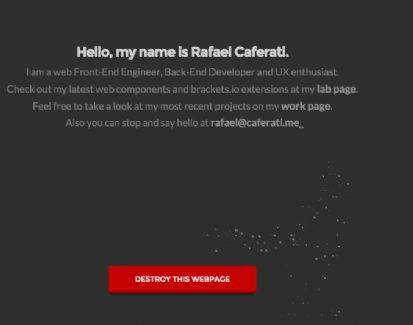 Hello, my name is Rafael Caferati.
I am a web Front-End Engineer, Back-End Developer and UX enthusiast.
Check out my latest web components and brackets.io extensions at my lab page.
Feel free to take a look at my most recent projects on my work page.
Also you can stop and say hello at rafael@caferati.me_
DESTROY THIS WEBPAGE